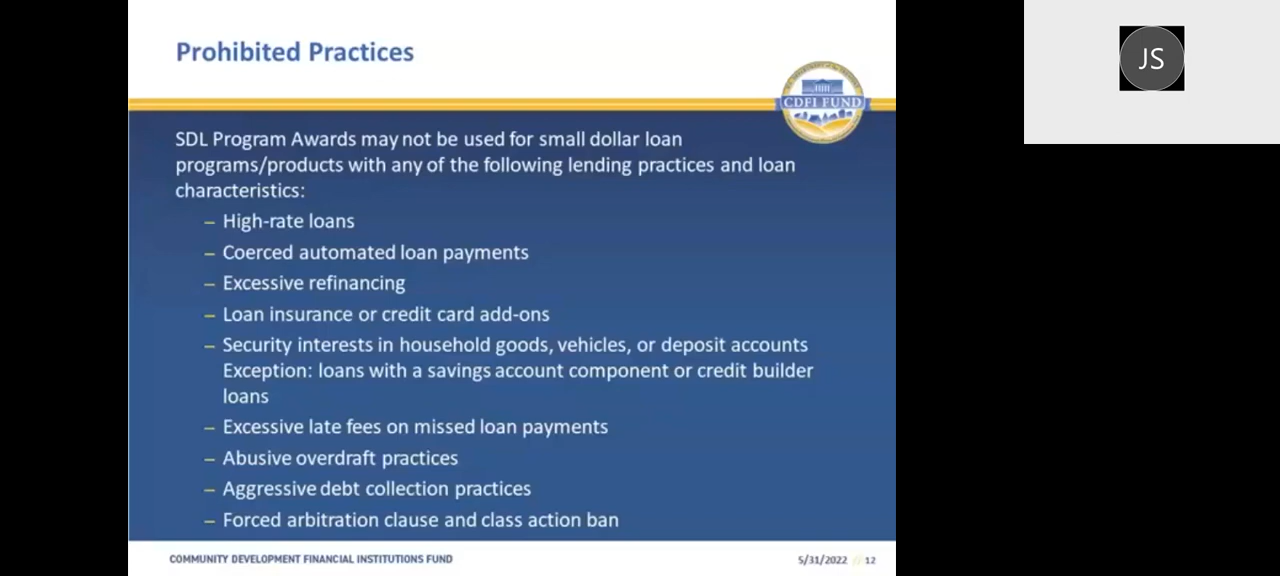 Prohibited Practices
CDFI FUND
SDL Program Awards may not be used for small dollar loan
programs/products with any of the following lending practices and loan
characteristics:
– High-rate loans
– Coerced automated loan payments
– Excessive refinancing
– Loan insurance or credit card add-ons
– Security interests in household goods, vehicles, or deposit accounts
Exception: loans with a savings account component or credit builder
loans
– Excessive late fees on missed loan payments
– Abusive overdraft practices
– Aggressive debt collection practices
– Forced arbitration clause and class action ban
COMMUNITY DEVELOPMENT FINANCIAL INSTITUTIONS FUND
5/31/2022 // 12
JS